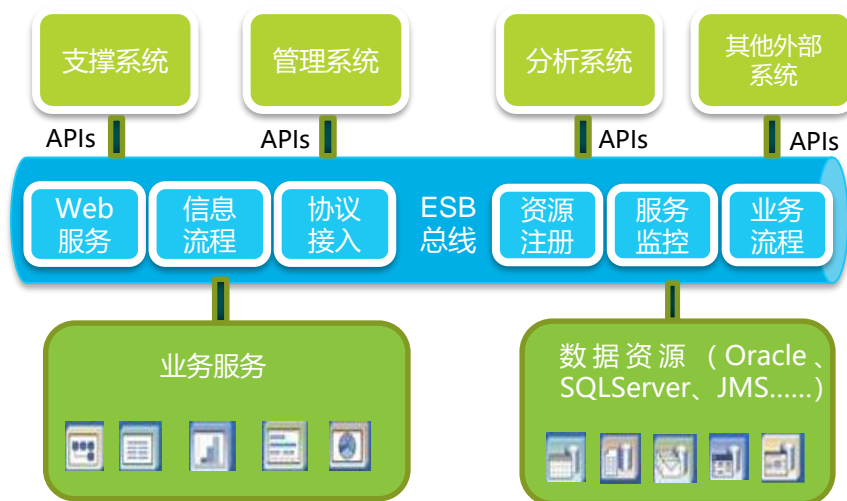 支撑系统
管理系统
分析系统
其他外部
系统
APIs
APIs
APIs
APIs
Web
服务
信息
流程
协议
接入
ESB
总线
资源
注册
服务
监控
业务
流程
业务服务
数据资源（Oracle、
SQLServer、JMS......）